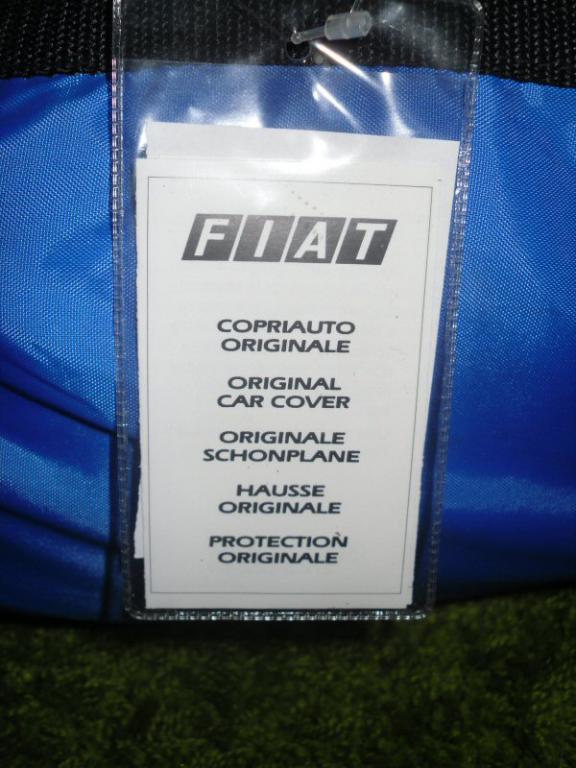 FIAT
COPRIAUTO
ORIGINALE
ORIGINAL
CAR COVER
ORIGINALE
SCHONPLANE
HAUSSE
ORIGINALE
PROTECTION
ORIGINALE